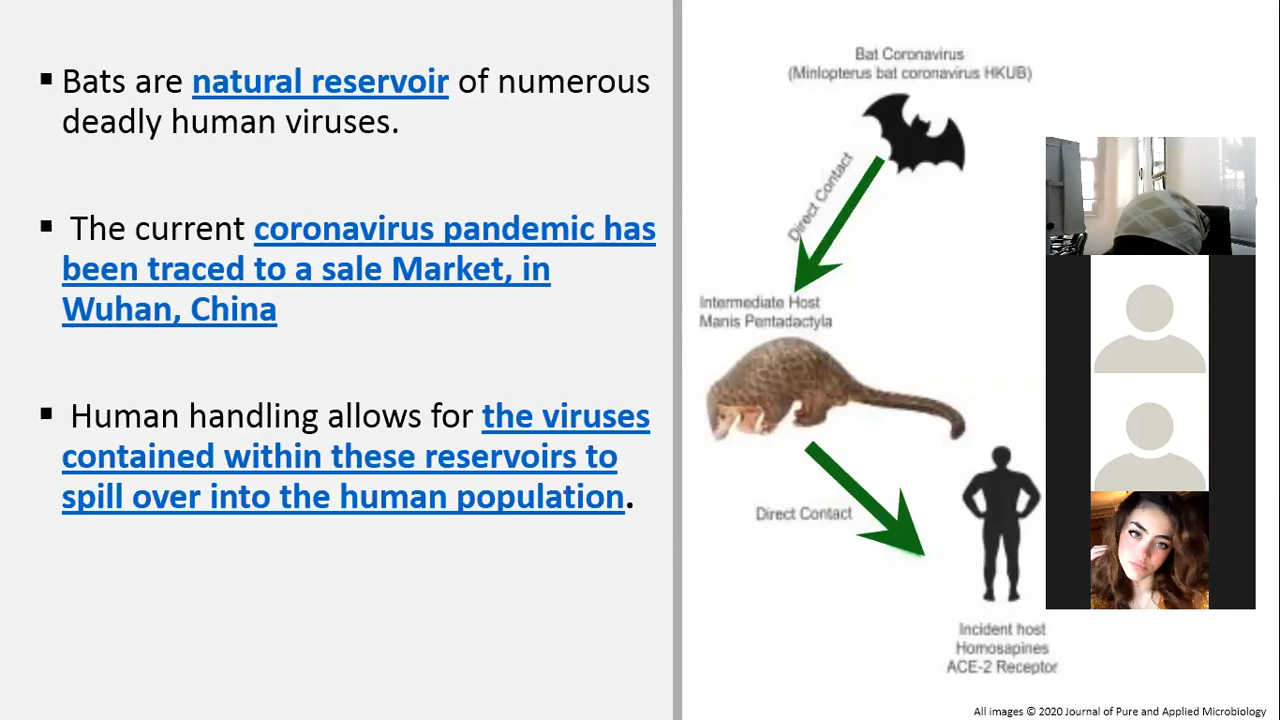 Bats are natural reservoir of numerous
deadly human viruses.
The current coronavirus pandemic has
been traced to a sale Market, in
Wuhan, China
Human handling allows for the viruses
contained within these reservoirs to
spill over into the human population.
Bat Coronavirus
(Minlopterus bat coronavirus HKUB)
Direct Contact
Intermediate Host
Manis Pentadactyla
Direct Contact
Incident host
Homosapines
ACE-2 Receptor
All images © 2020 Journal of Pure and Applied Microbiology